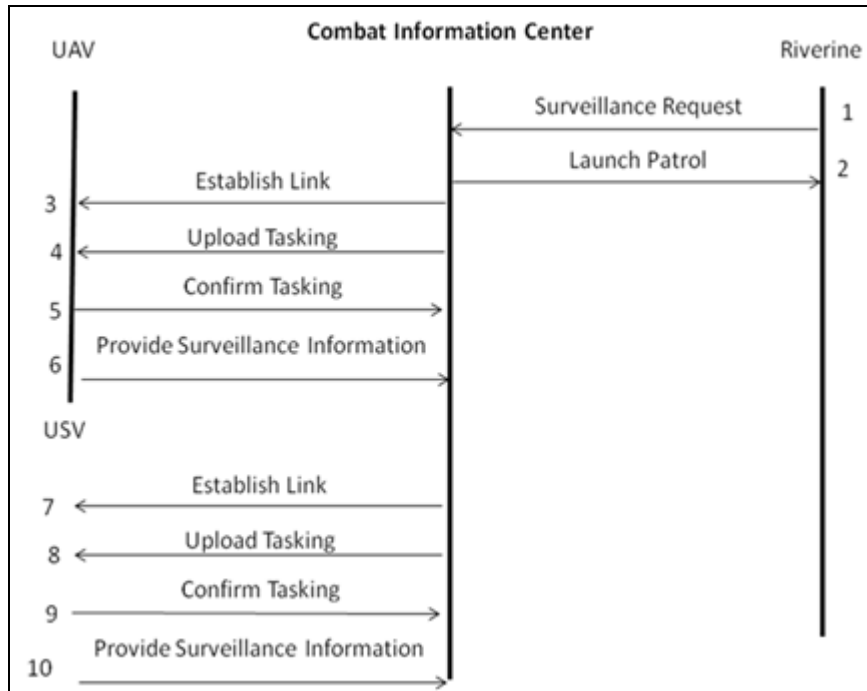 Combat Information Center
UAV
Riverine
Surveillance Request
1
Launch Patrol
2
Establish Link
3
Upload Tasking
4
Confirm Tasking
5
Provide Surveillance Information
6
USV
Establish Link
7
Upload Tasking
8
Confirm Tasking
9
Provide Surveillance Information
10